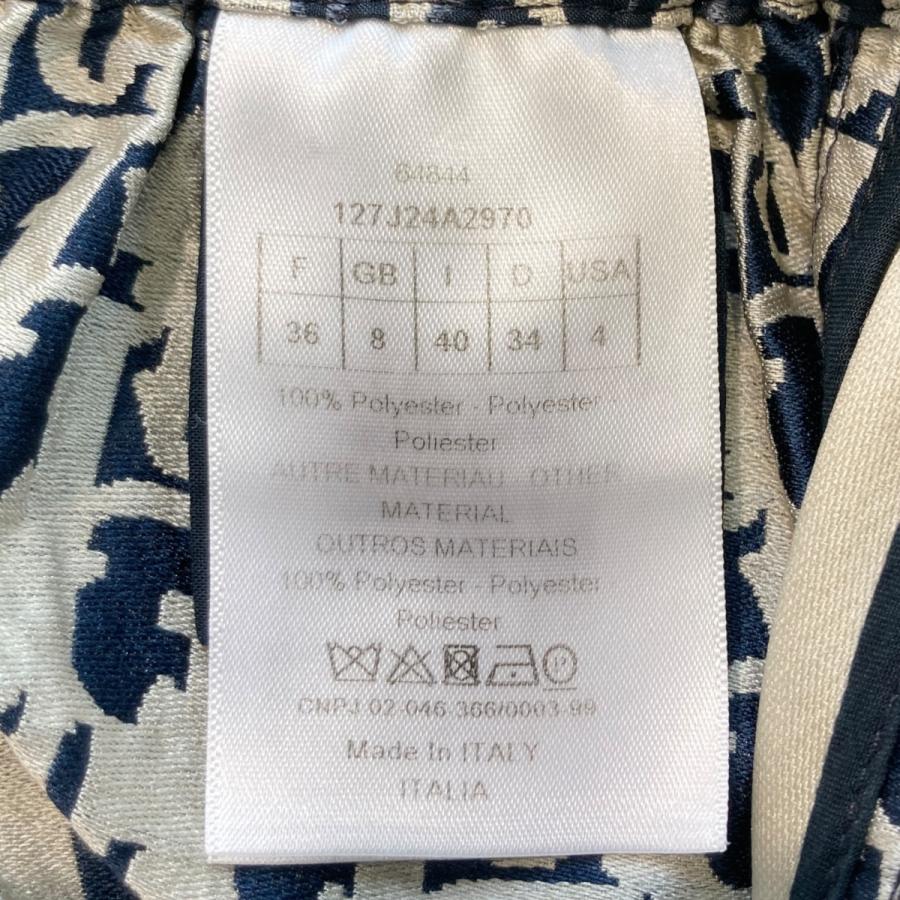 64844
127J24A2970
F GB I D USA
36 8 40 34 4
100% Polyester - Polyester -
Poliester
AUTRE MATERIAU OTHER
MATERIAL
OUTROS MATERIAIS
100% Polyester - Polyester
Poliester
P
CNPJ 02-046-366/0003-99
Made In ITALY
ITALIA